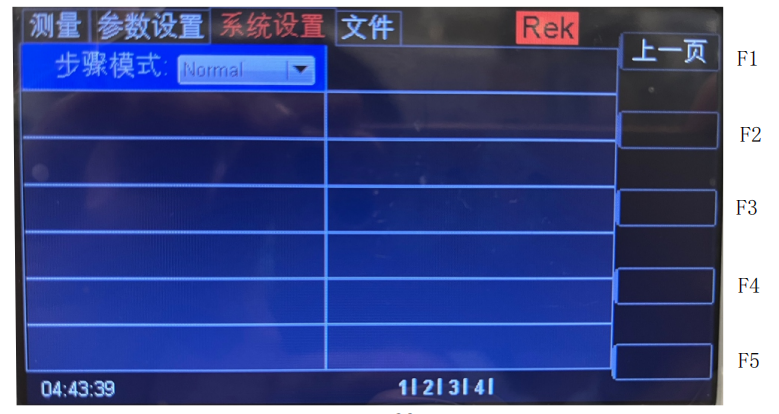 测量 参数设置 系统设置 文件 Rek
上一页 F1
步骤模式: Normal
F2
F3
F4
F5
04:43:39 1| 2| 3| 4|